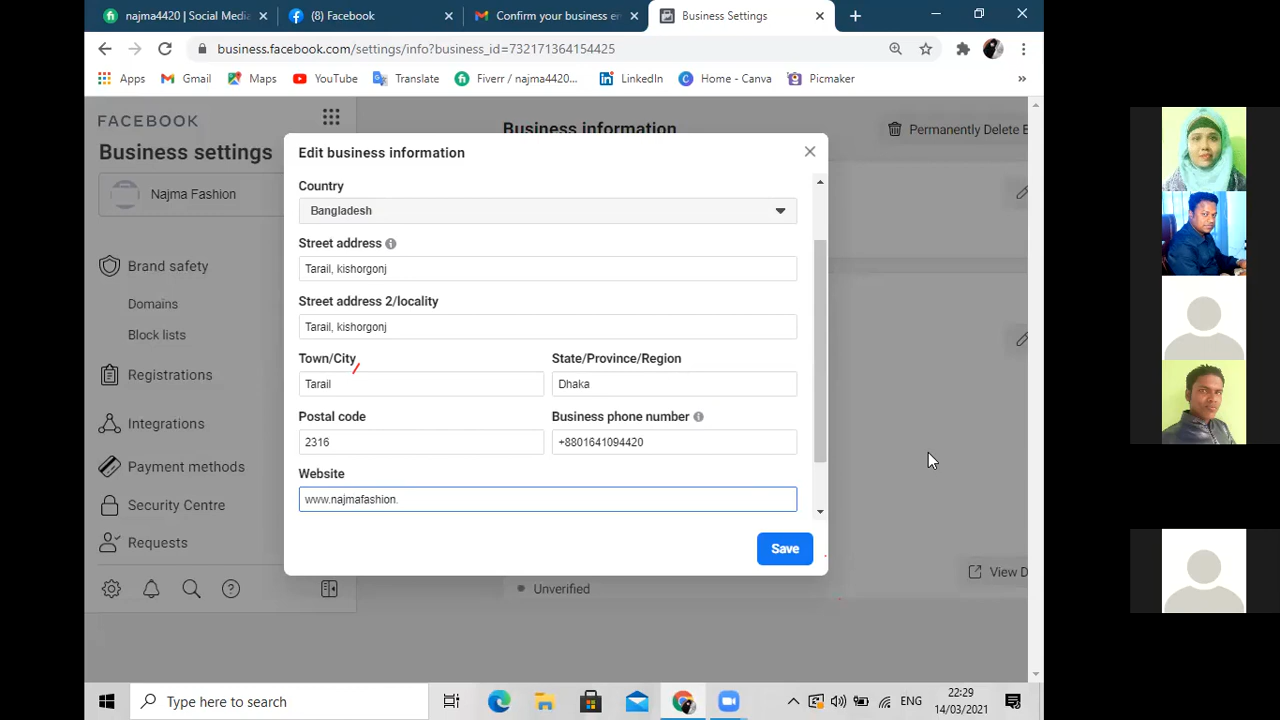 najma4420 | Social Media
(8) Facebook
Confirm your business em
Business Settings
business.facebook.com/settings/info?business_id=732171364154425
Apps
Gmail
Maps
YouTube
Translate
Fiverr / najma4420...
LinkedIn
Home - Canva
Picmaker
»
FACEBOOK
Business settings
Najma Fashion
Brand safety
Domains
Block lists
Registrations
Integrations
Payment methods
Security Centre
Requests
Business information
Permanently Delete B
Edit business information
Country
Bangladesh
Street address
Tarail, kishorgonj
Street address 2/locality
Tarail, kishorgonj
Town/City
State/Province/Region
Tarail
Dhaka
Postal code
Business phone number
2316
+8801641094420
Website
www.najmafashion.
Save
View D
Unverified
Type here to search
ENG
22:29
14/03/2021